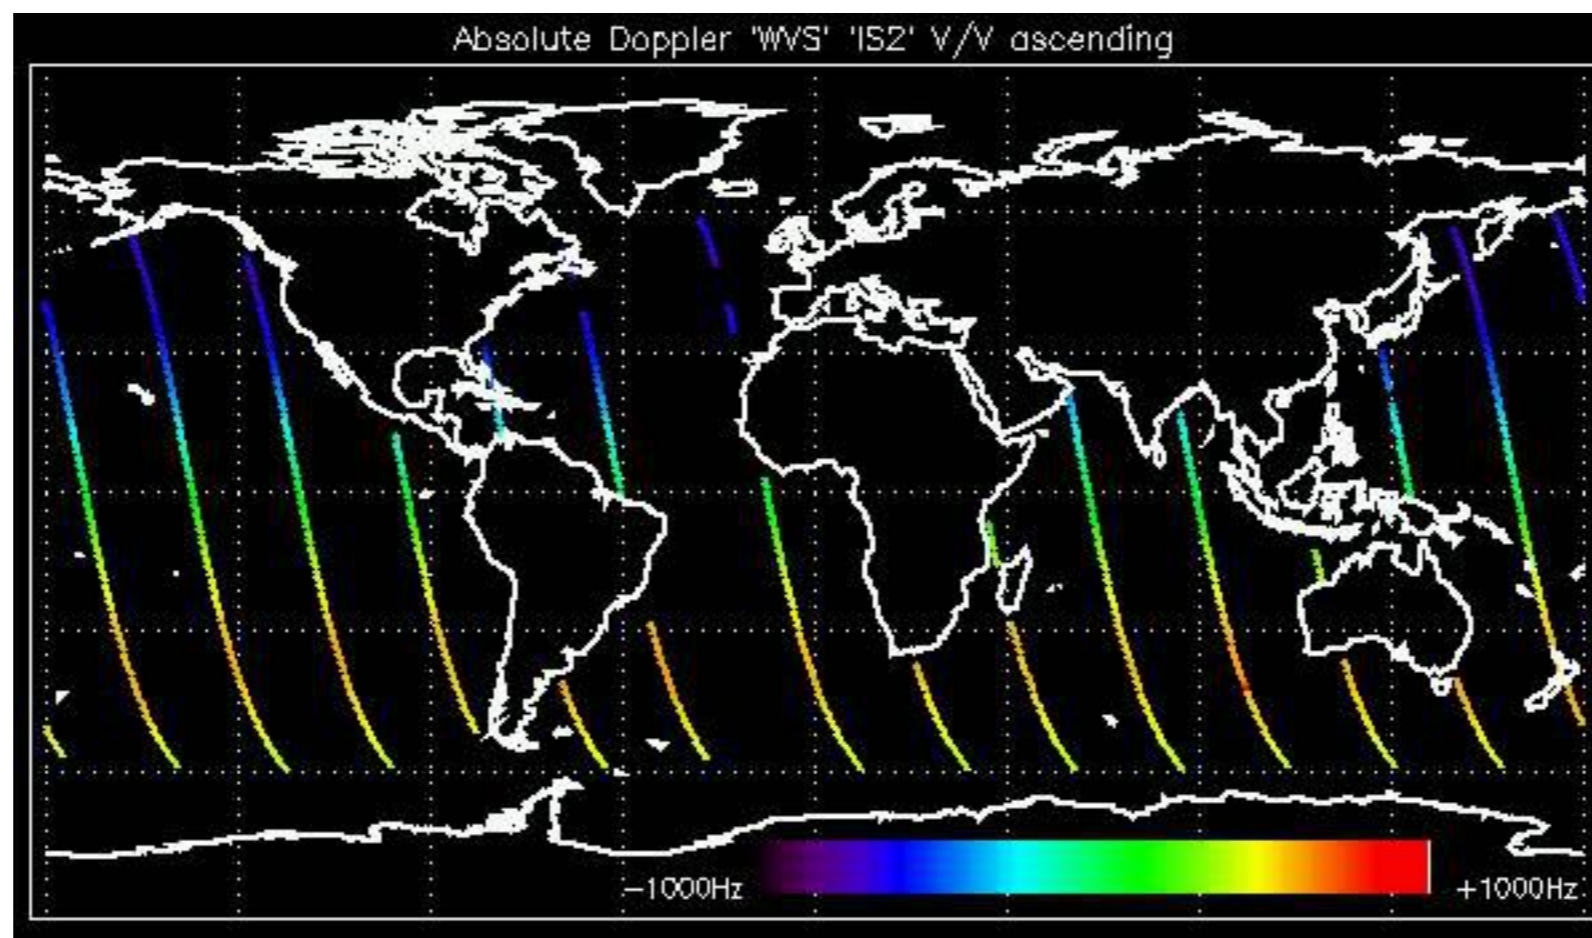 Absolute Doppler 'WVS' 'IS2' V/V ascending
−1000Hz
+1000Hz